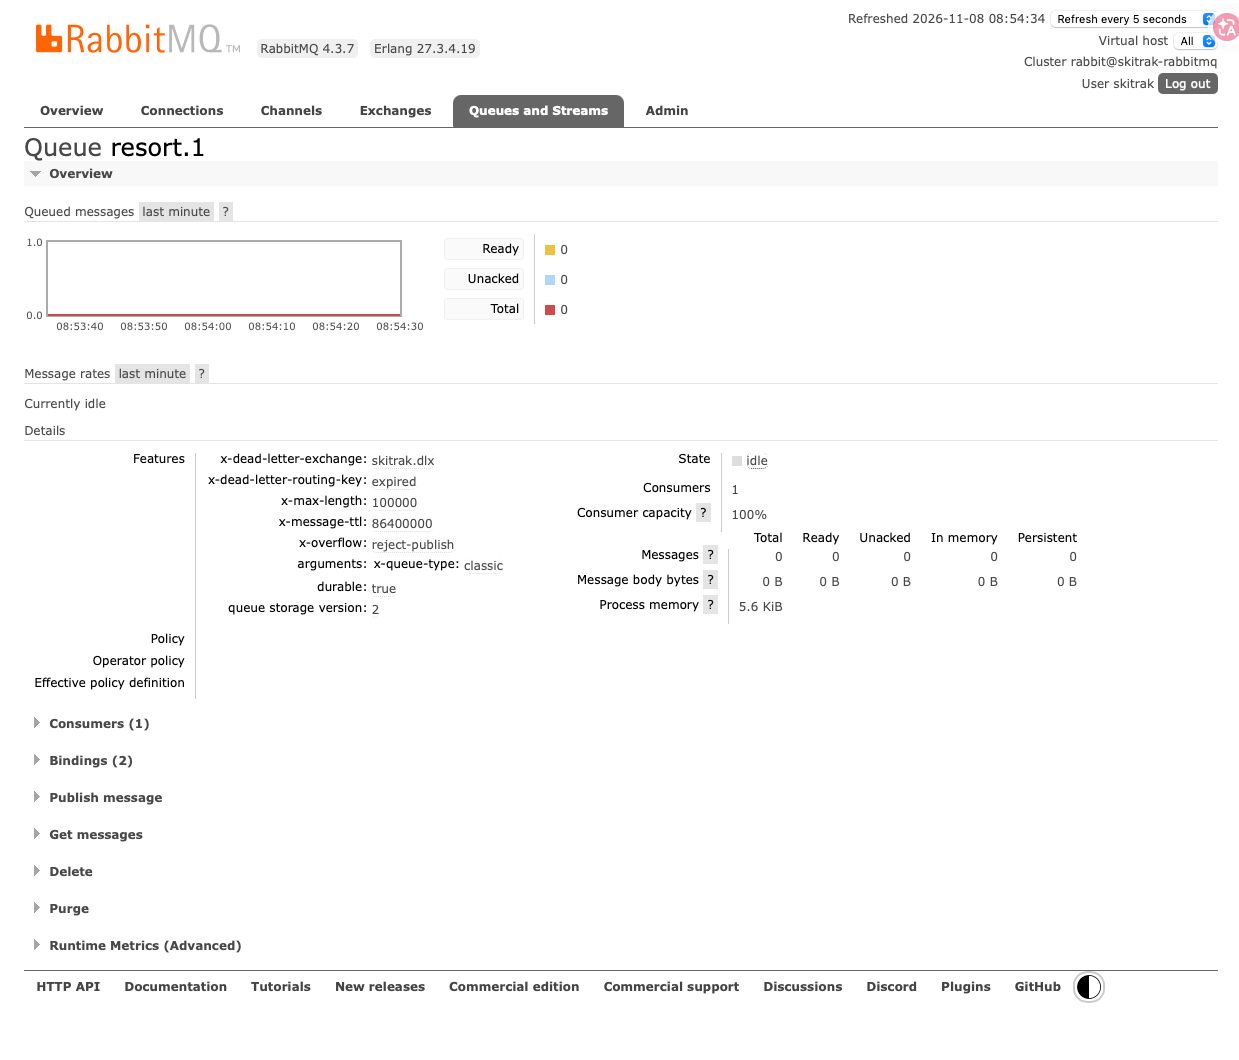 Refreshed 2026-11-08 08:54:34 Refresh every 5 seconds
RabbitMQ TM RabbitMQ 4.3.7 Erlang 27.3.4.19
Virtual host All
Cluster rabbit@skitrak-rabbitmq
User skitrak Log out
Overview Connections Channels Exchanges Queues and Streams Admin
Queue resort.1
Overview
Queued messages last minute ?
1.0
0.0
08:53:40 08:53:50 08:54:00 08:54:10 08:54:20 08:54:30
Ready 0
Unacked 0
Total 0
Message rates last minute ?
Currently idle
Details
Features
x-dead-letter-exchange: skitrak.dlx
x-dead-letter-routing-key: expired
x-max-length: 100000
x-message-ttl: 86400000
x-overflow: reject-publish
arguments: x-queue-type: classic
durable: true
queue storage version: 2
Policy
Operator policy
Effective policy definition
State idle
Consumers 1
Consumer capacity ? 100%
Total Ready Unacked In memory Persistent
Messages ? 0 0 0 0 0
Message body bytes ? 0 B 0 B 0 B 0 B 0 B
Process memory ? 5.6 KiB
Consumers (1)
Bindings (2)
Publish message
Get messages
Delete
Purge
Runtime Metrics (Advanced)
HTTP API Documentation Tutorials New releases Commercial edition Commercial support Discussions Discord Plugins GitHub